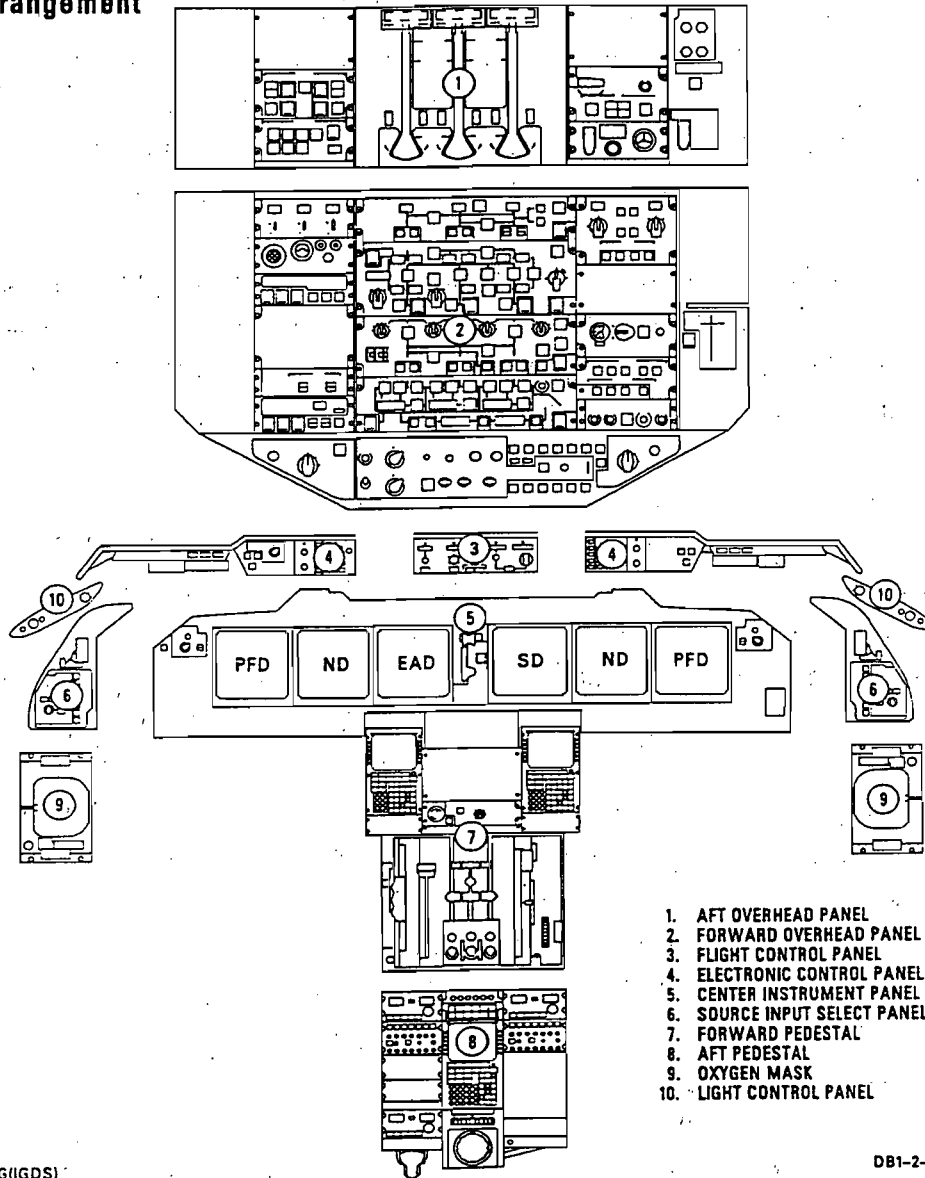 rangement
1
2
4 3 4
10 10
5
PFD ND EAD SD ND PFD
6 6
9 9
7
8
1. AFT OVERHEAD PANEL
2. FORWARD OVERHEAD PANEL
3. FLIGHT CONTROL PANEL
4. ELECTRONIC CONTROL PANEL
5. CENTER INSTRUMENT PANEL
6. SOURCE INPUT SELECT PANEL
7. FORWARD PEDESTAL
8. AFT PEDESTAL
9. OXYGEN MASK
10. LIGHT CONTROL PANEL
G(IGDS)
DB1-2-